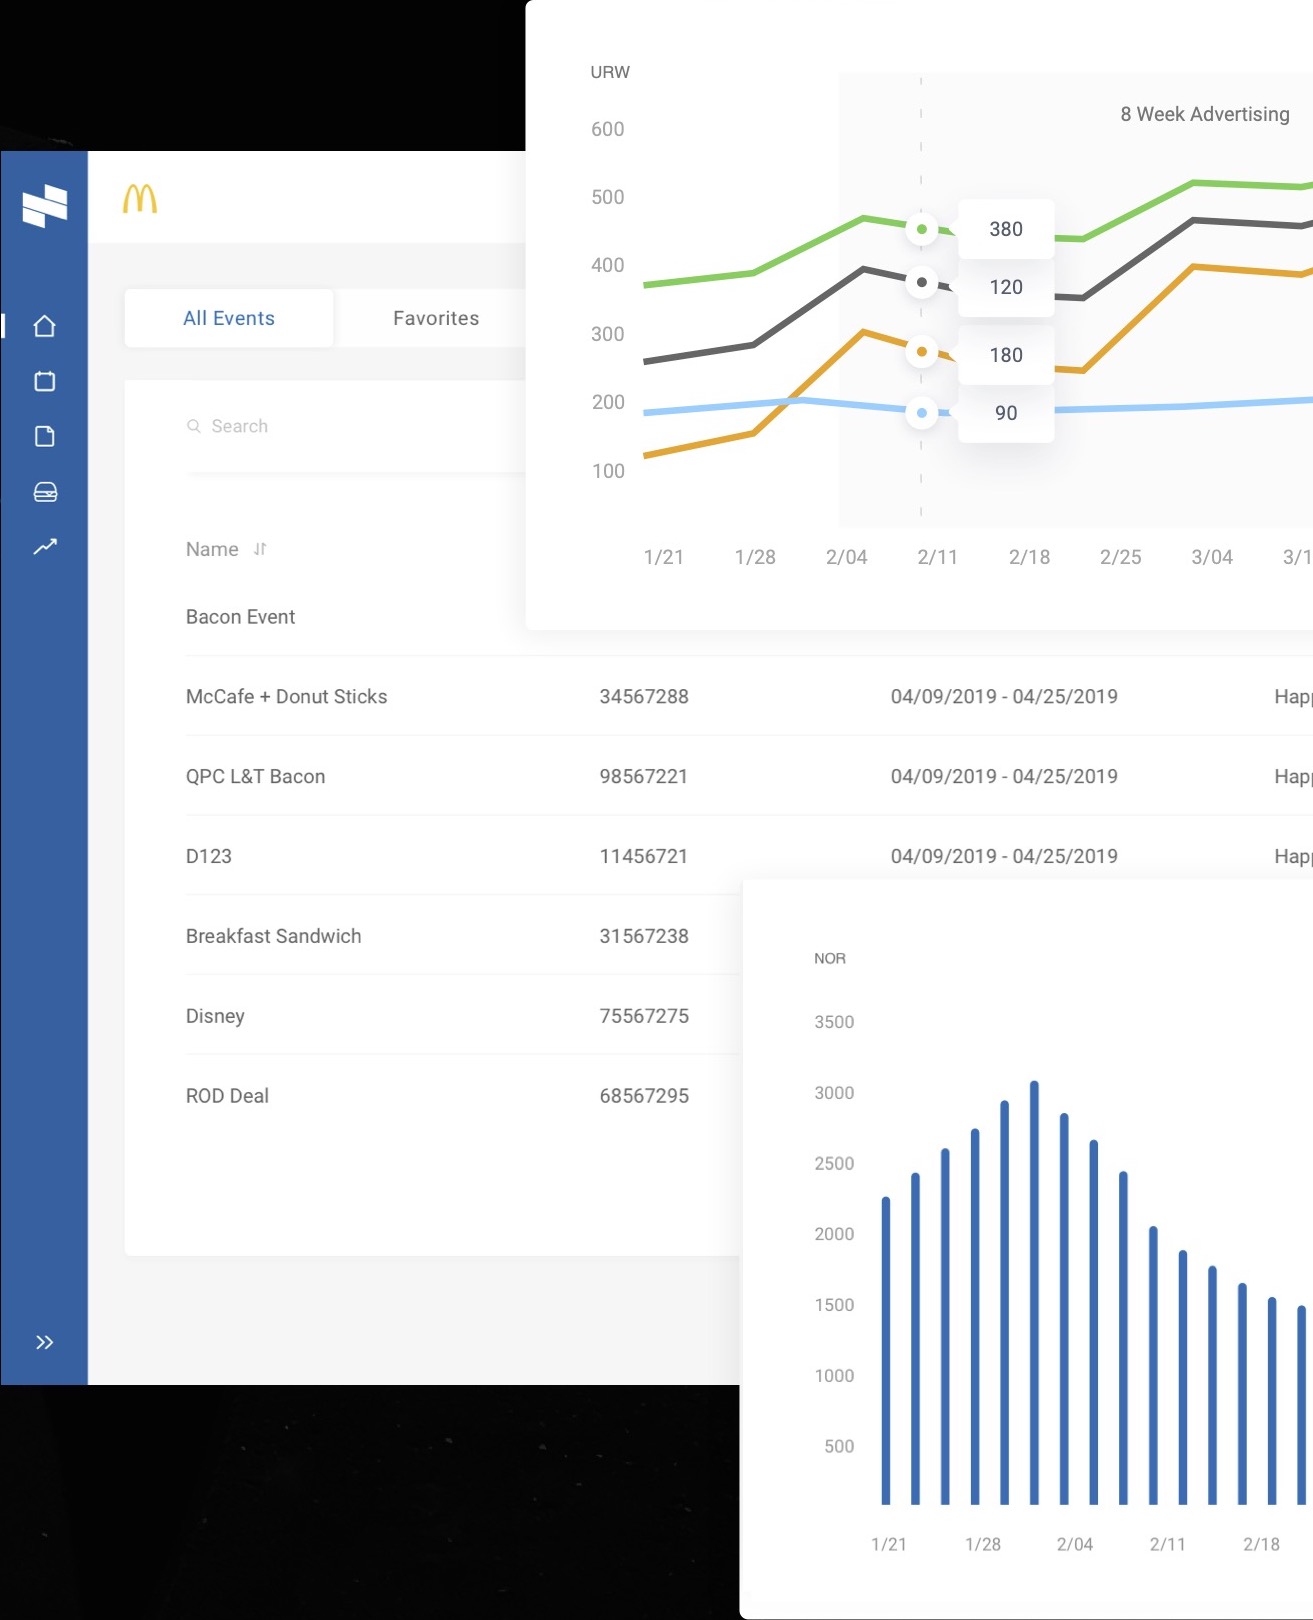 URW
8 Week Advertising
600
500
400
300
200
100
380
120
180
90
1/21 1/28 2/04 2/11 2/18 2/25 3/04 3/1
All Events Favorites
Search
Name
Bacon Event
McCafe + Donut Sticks 34567288 04/09/2019 - 04/25/2019 Hap
QPC L&T Bacon 98567221 04/09/2019 - 04/25/2019 Hap
D123 11456721 04/09/2019 - 04/25/2019 Hap
Breakfast Sandwich 31567238
Disney 75567275
ROD Deal 68567295
NOR
3500
3000
2500
2000
1500
1000
500
1/21 1/28 2/04 2/11 2/18